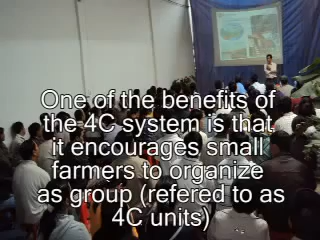 One of the benefits of
the 4C system is that
it encourages small
farmers to organize
as group (refered to as
4C units)